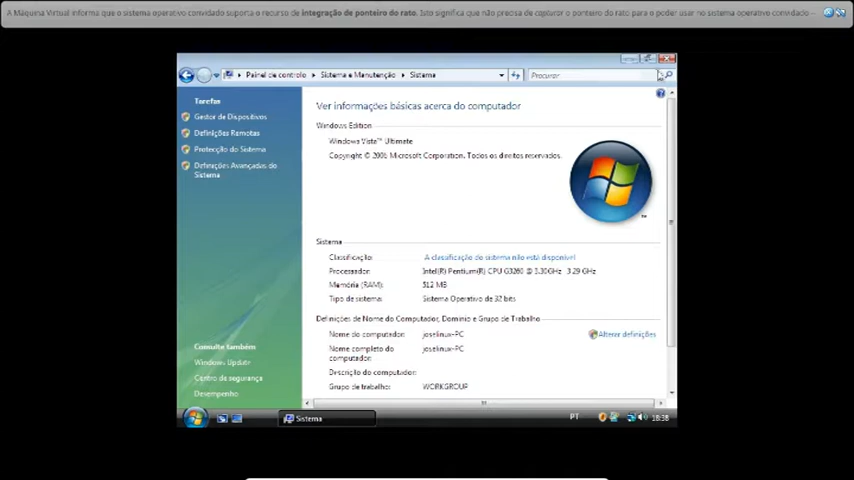 A Máquina Virtual informa que o sistema operativo convidado suporta o recurso de integração de ponteiro do rato. Isto significa que não precisa de capturar o ponteiro do rato para o poder usar no sistema operativo convidado -
Painel de controlo
Sistema e Manutenção
Sistema
Procurar
Tarefas
Gestor de Dispositivos
Definições Remotas
Protecção do Sistema
Definições Avançadas do
Sistema
Ver informações básicas acerca do computador
Windows Edition
Windows Vista™ Ultimate
Copyright © 2006 Microsoft Corporation. Todos os direitos reservados.
Sistema
Classificação: A classificação do sistema não está disponível
Processador: Intel(R) Pentium(R) CPU G3260 @ 3.30GHz 3.29 GHz
Memória (RAM): 512 MB
Tipo de sistema: Sistema Operativo de 32 bits
Definições de Nome do Computador, Domínio e Grupo de Trabalho
Nome do computador: joselinux-PC
Alterar definições
Nome completo do
computador: joselinux-PC
Descrição do computador:
Grupo de trabalho: WORKGROUP
Consulte também
Windows Update
Centro de segurança
Desempenho
Sistema
PT
18:38